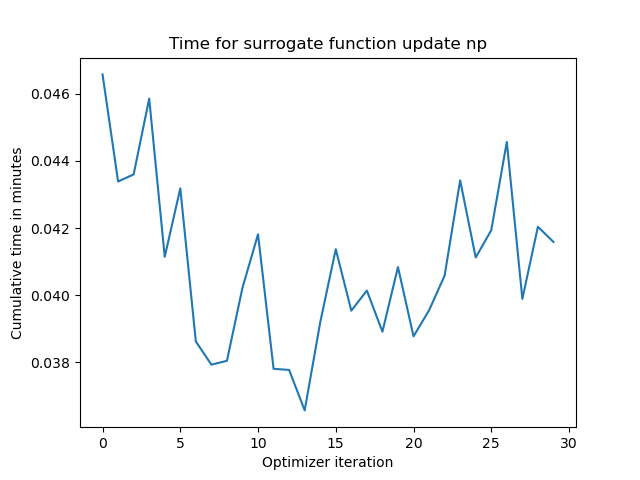 Time for surrogate function update np
Cumulative time in minutes
0.046
0.044
0.042
0.040
0.038
0 5 10 15 20 25 30
Optimizer iteration